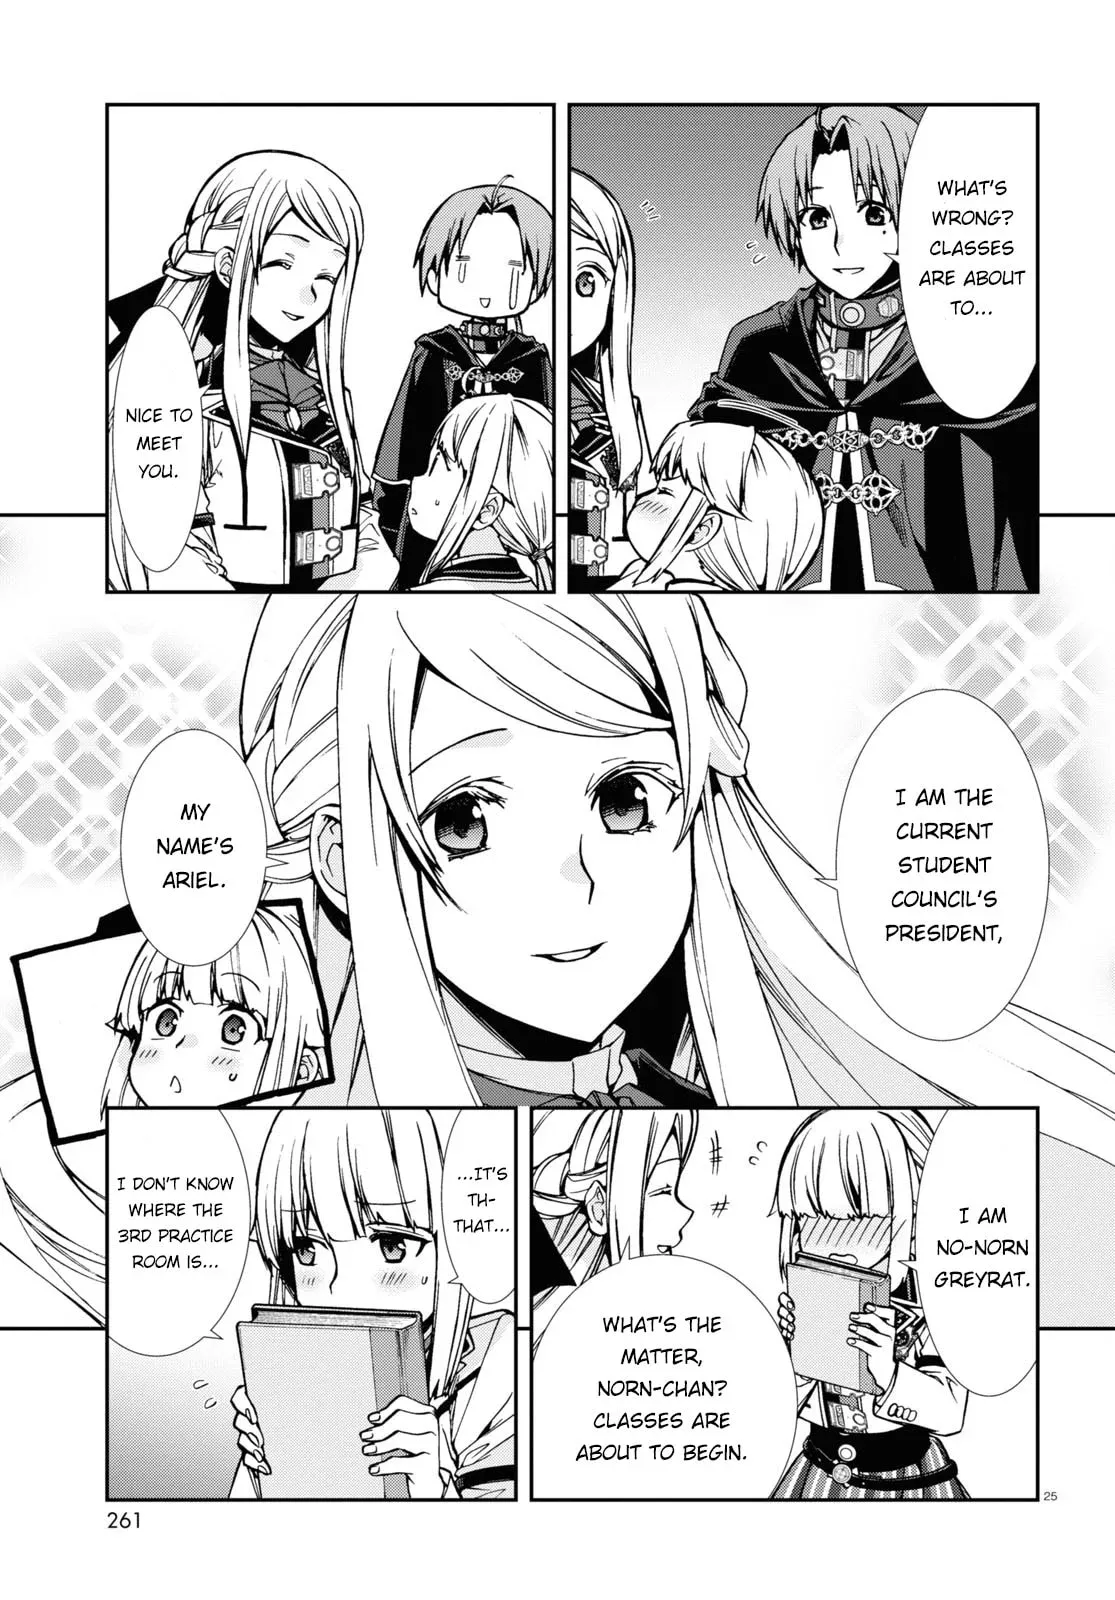 WHAT'S
WRONG?
CLASSES
ARE ABOUT
TO...
NICE TO
MEET
YOU.
I AM THE
CURRENT
STUDENT
COUNCIL'S
PRESIDENT,
MY
NAME'S
ARIEL.
I AM
NO-NORN
GREYRAT.
WHAT'S THE
MATTER,
NORN-CHAN?
CLASSES ARE
ABOUT TO BEGIN.
...IT'S
TH-
THAT...
I DON'T KNOW
WHERE THE
3RD PRACTICE
ROOM IS...
25
261